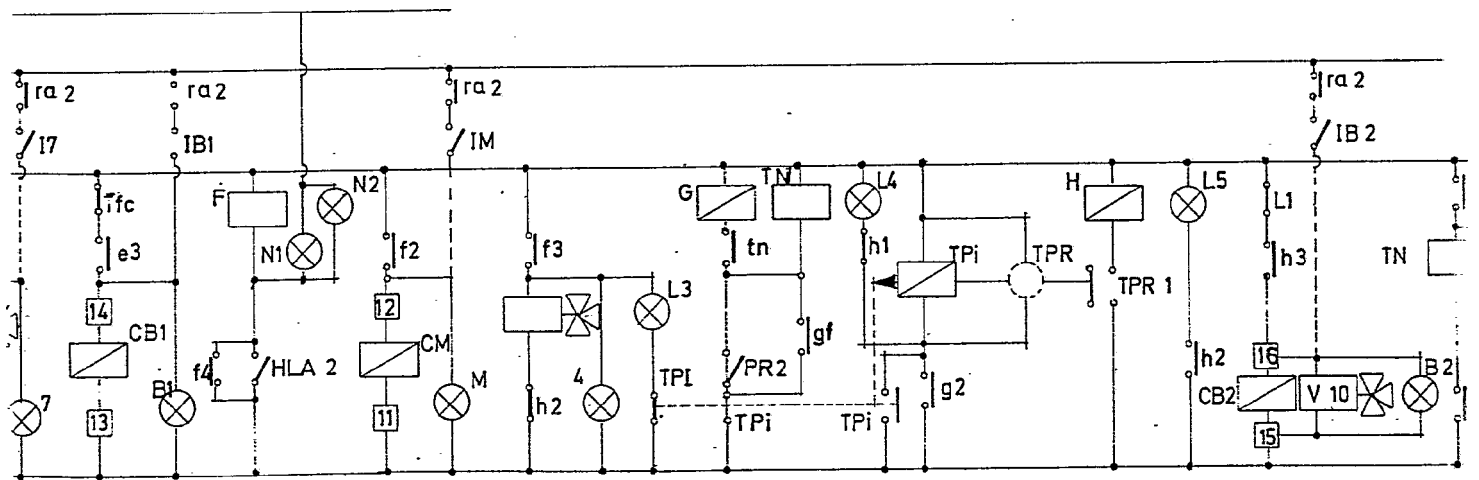 ra 2
ra 2
ra 2
ra 2
I7
IB1
IM
IB 2
F
N2
G
TN
L4
H
L5
L1
e3
N1
f2
f3
tn
h1
TPi
TPR
h3
TN
14
12
L3
TPR 1
CB1
CM
gf
h2
16
f4
HLA 2
PR2
B1
M
4
TPI
g2
CB2
V 10
B2
7
13
11
h2
TPi
TPi
15